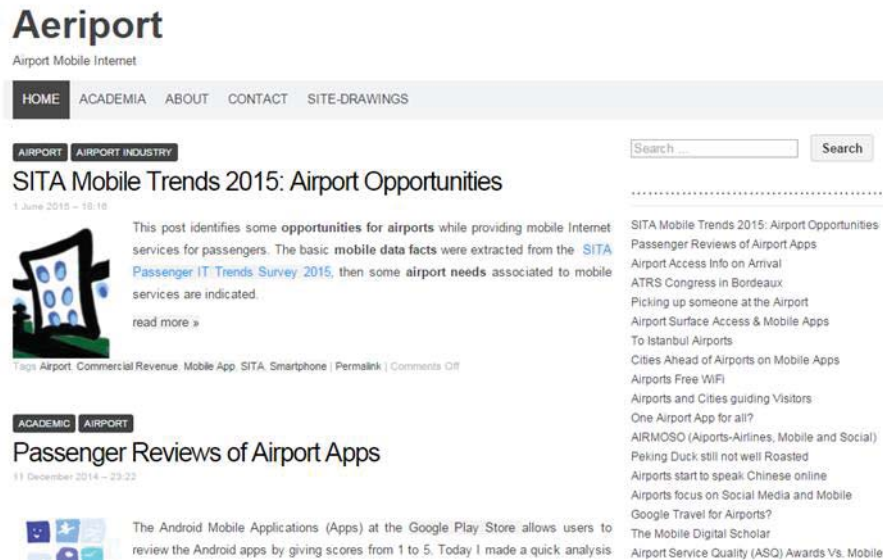 Aeriport
Airport Mobile Internet
HOME ACADEMIA ABOUT CONTACT SITE-DRAWINGS
AIRPORT AIRPORT INDUSTRY
SITA Mobile Trends 2015: Airport Opportunities
1 June 2015 – 18:16
This post identifies some opportunities for airports while providing mobile Internet
services for passengers. The basic mobile data facts were extracted from the SITA
Passenger IT Trends Survey 2015, then some airport needs associated to mobile
services are indicated.
read more »
Tags Airport, Commercial Revenue, Mobile App, SITA, Smartphone | Permalink | Comments Off
ACADEMIC AIRPORT
Passenger Reviews of Airport Apps
11 December 2014 – 23:22
The Android Mobile Applications (Apps) at the Google Play Store allows users to
review the Android apps by giving scores from 1 to 5. Today I made a quick analysis
Search ... Search
SITA Mobile Trends 2015: Airport Opportunities
Passenger Reviews of Airport Apps
Airport Access Info on Arrival
ATRS Congress in Bordeaux
Picking up someone at the Airport
Airport Surface Access & Mobile Apps
To Istanbul Airports
Cities Ahead of Airports on Mobile Apps
Airports Free WiFi
Airports and Cities guiding Visitors
One Airport App for all?
AIRMOSO (Aiports-Airlines, Mobile and Social)
Peking Duck still not well Roasted
Airports start to speak Chinese online
Airports focus on Social Media and Mobile
Google Travel for Airports?
The Mobile Digital Scholar
Airport Service Quality (ASQ) Awards Vs. Mobile